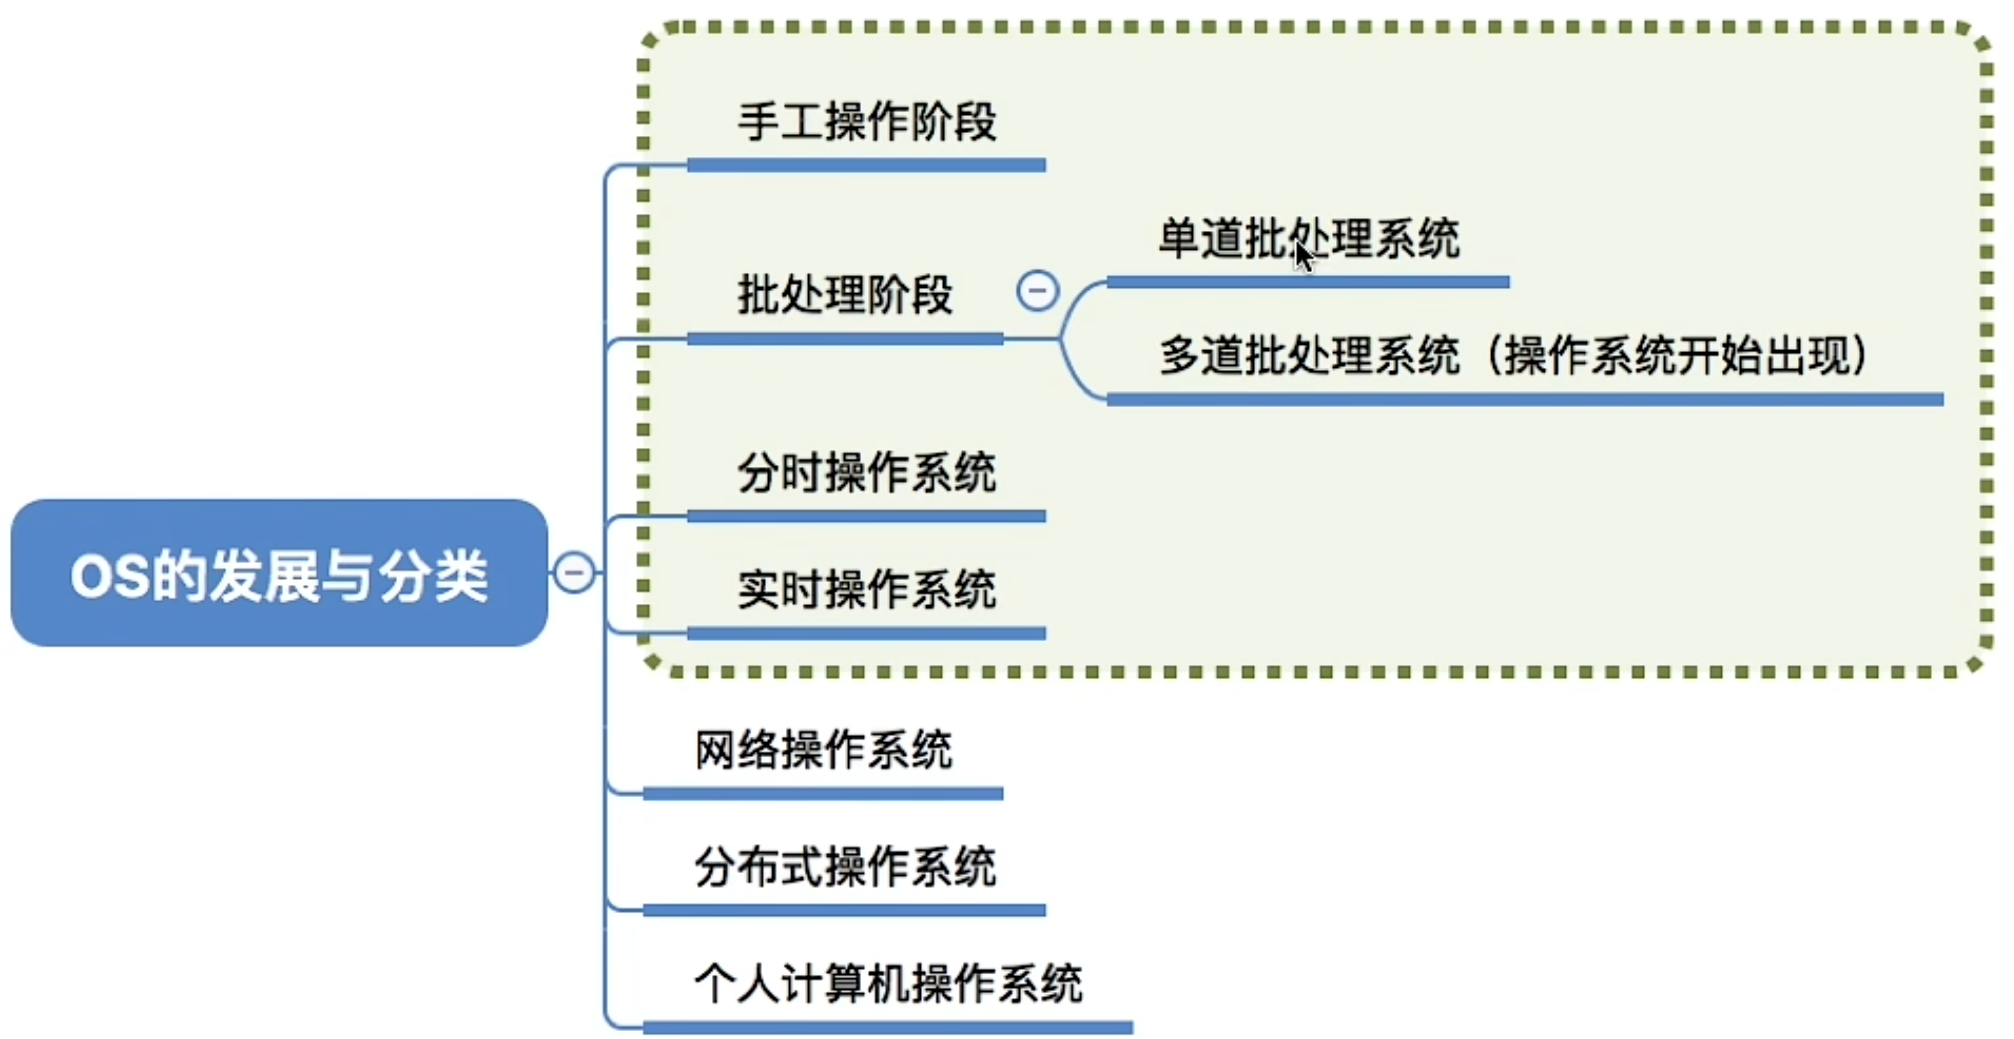 手工操作阶段
单道批处理系统
批处理阶段
多道批处理系统（操作系统开始出现）
分时操作系统
OS的发展与分类
实时操作系统
网络操作系统
分布式操作系统
个人计算机操作系统